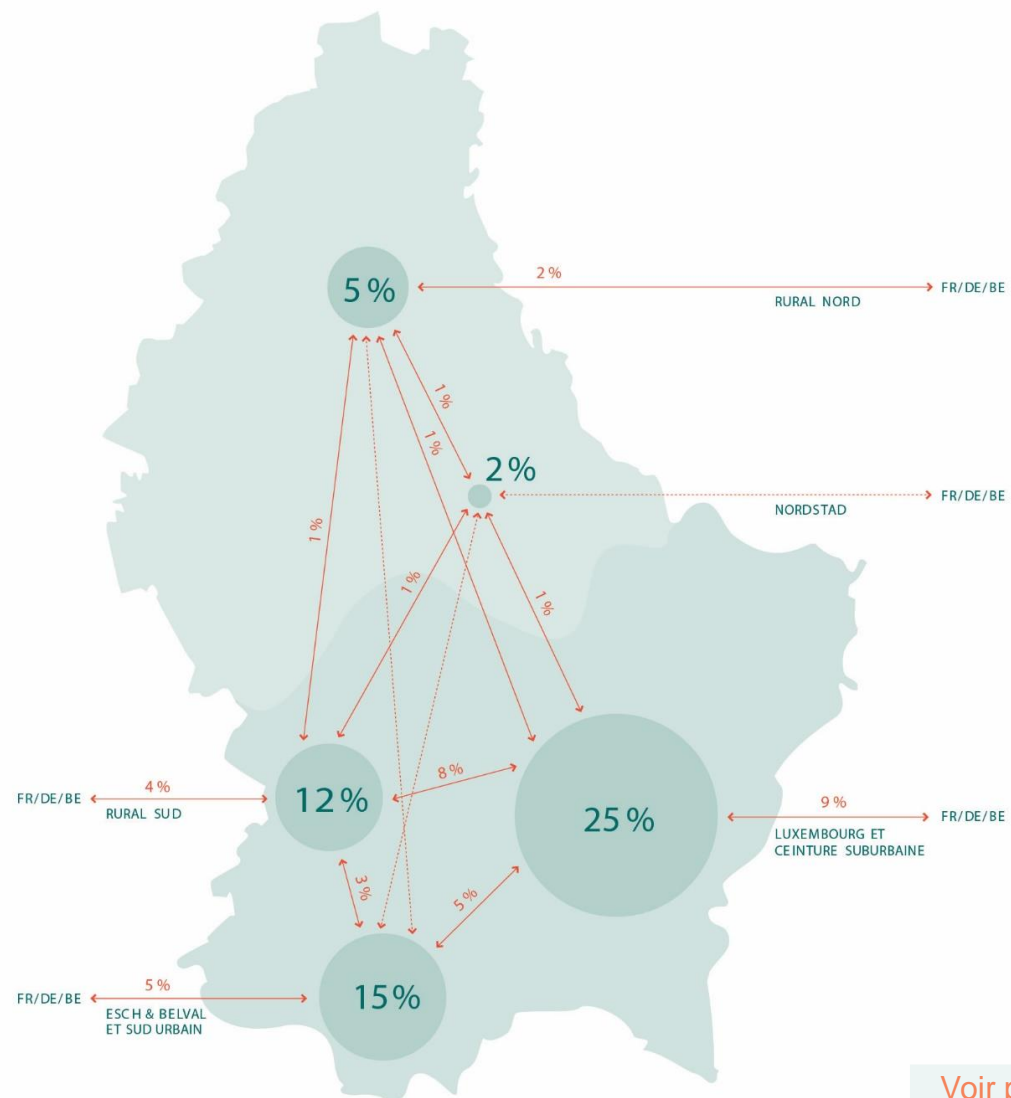 5 %
2 %
FR/DE/BE
RURAL NORD
1 %
1 %
2 %
FR/DE/BE
NORDSTAD
1 %
1 %
1 %
4 %
FR/DE/BE
RURAL SUD
12 %
8 %
25 %
9 %
FR/DE/BE
LUXEMBOURG ET
CEINTURE SUBURBAINE
3 %
5 %
5 %
FR/DE/BE
ESCH & BELVAL
ET SUD URBAIN
15 %
Voir p